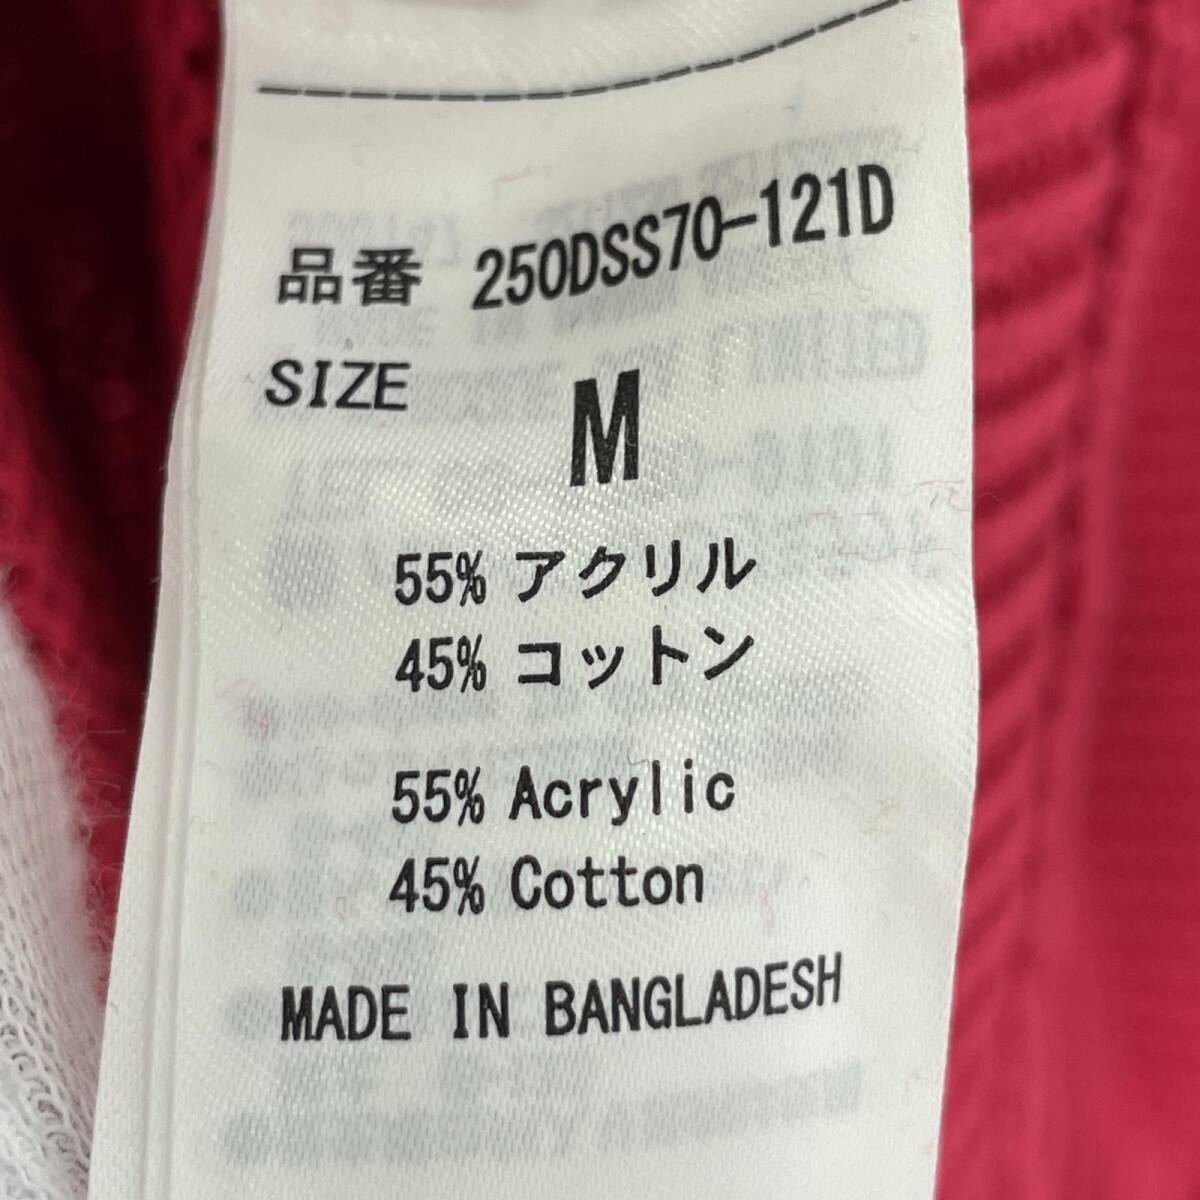 品番 250DSS70-121D
SIZE M
55% アクリル
45% コットン
55% Acrylic
45% Cotton
MADE IN BANGLADESH